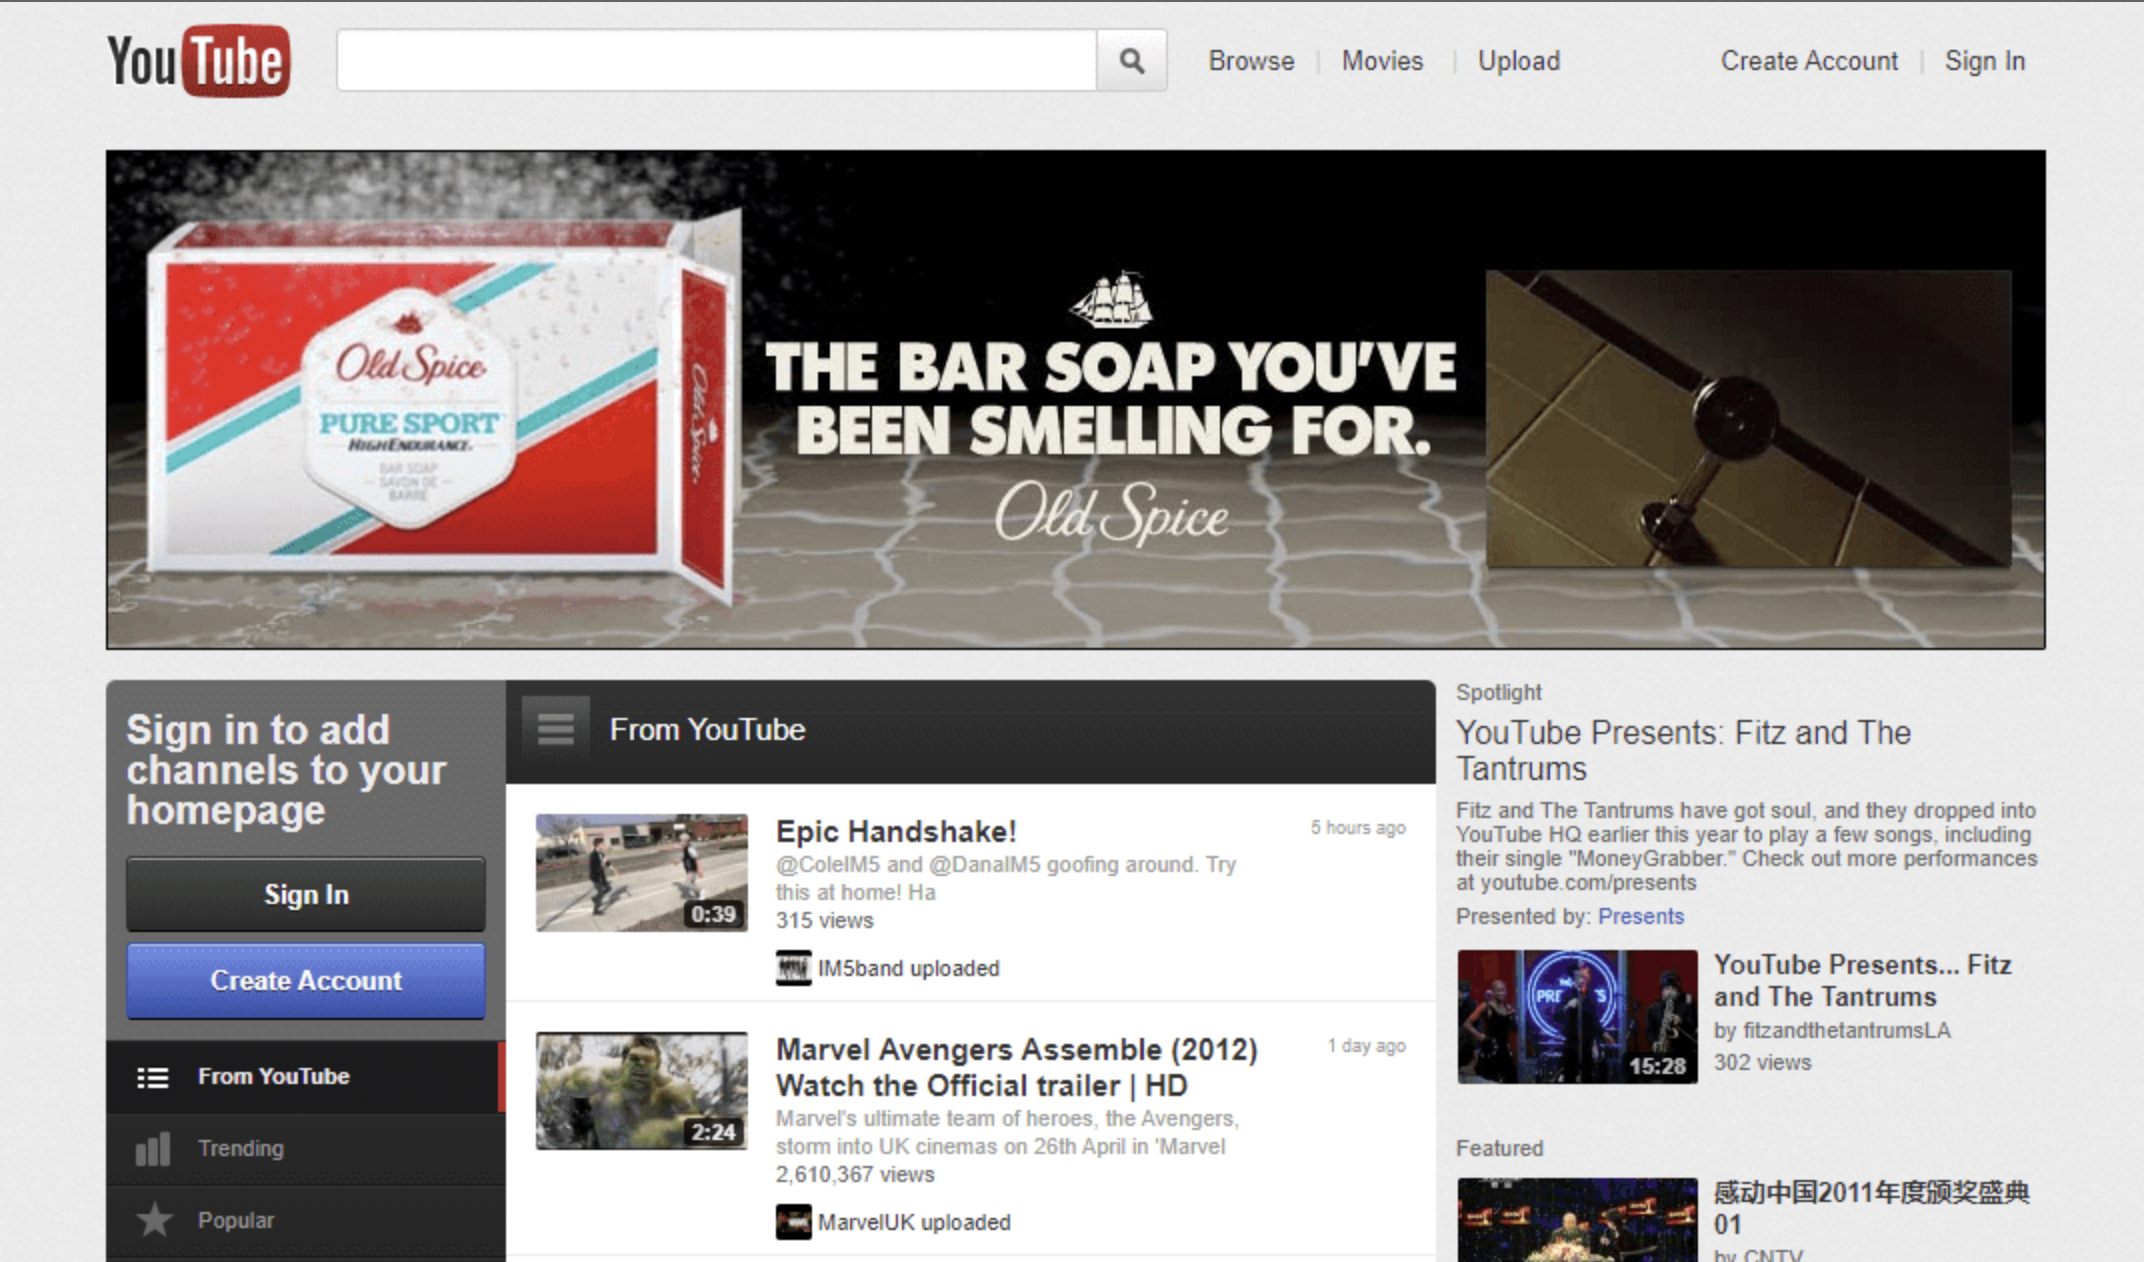 YouTube
Browse
Movies
Upload
Create Account
Sign In
Old Spice
PURE SPORT
HIGH ENDURANCE
BAR SOAP
SAVON DE
BARRE
Old Spice
THE BAR SOAP YOU'VE
BEEN SMELLING FOR.
Old Spice
Sign in to add
channels to your
homepage
Sign In
Create Account
From YouTube
Trending
Popular
From YouTube
0:39
Epic Handshake!
5 hours ago
@ColeIM5 and @DanaIM5 goofing around. Try
this at home! Ha
315 views
IM5band uploaded
2:24
Marvel Avengers Assemble (2012)
Watch the Official trailer | HD
1 day ago
Marvel's ultimate team of heroes, the Avengers,
storm into UK cinemas on 26th April in 'Marvel
2,610,367 views
MarvelUK uploaded
Spotlight
YouTube Presents: Fitz and The
Tantrums
Fitz and The Tantrums have got soul, and they dropped into
YouTube HQ earlier this year to play a few songs, including
their single "MoneyGrabber." Check out more performances
at youtube.com/presents
Presented by: Presents
15:28
YouTube Presents... Fitz
and The Tantrums
by fitzandthetantrumsLA
302 views
Featured
感动中国2011年度颁奖盛典
01
by CNTV